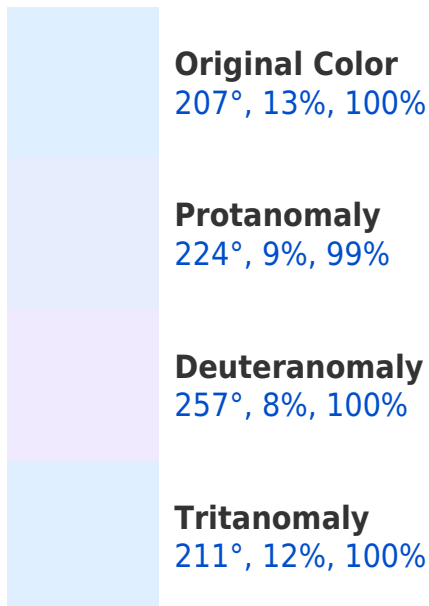 Original Color
207°, 13%, 100%
Protanomaly
224°, 9%, 99%
Deuteranomaly
257°, 8%, 100%
Tritanomaly
211°, 12%, 100%